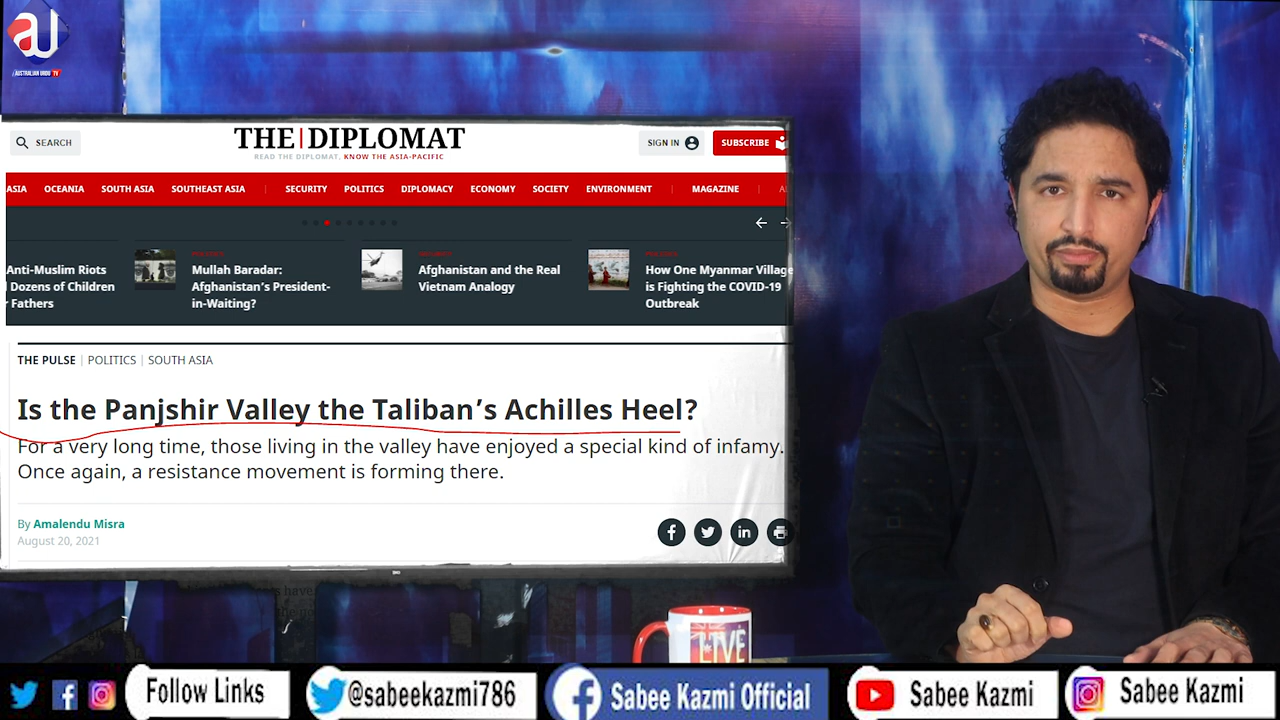 aU
AUSTRALIAN URDU TV
SEARCH
THE|DIPLOMAT
READ THE DIPLOMAT, KNOW THE ASIA-PACIFIC
SIGN IN
SUBSCRIBE
ASIA OCEANIA SOUTH ASIA SOUTHEAST ASIA | SECURITY POLITICS DIPLOMACY ECONOMY SOCIETY ENVIRONMENT | MAGAZINE |
Anti-Muslim Riots
Dozens of Children
Fathers
Mullah Baradar:
Afghanistan's President-
in-Waiting?
Afghanistan and the Real
Vietnam Analogy
How One Myanmar Village
is Fighting the COVID-19
Outbreak
THE PULSE | POLITICS | SOUTH ASIA
Is the Panjshir Valley the Taliban's Achilles Heel?
For a very long time, those living in the valley have enjoyed a special kind of infamy.
Once again, a resistance movement is forming there.
By Amalendu Misra
August 20, 2021
LIVE
Follow Links
@sabeekazmi786
Sabee Kazmi Official
Sabee Kazmi
Sabee Kazmi